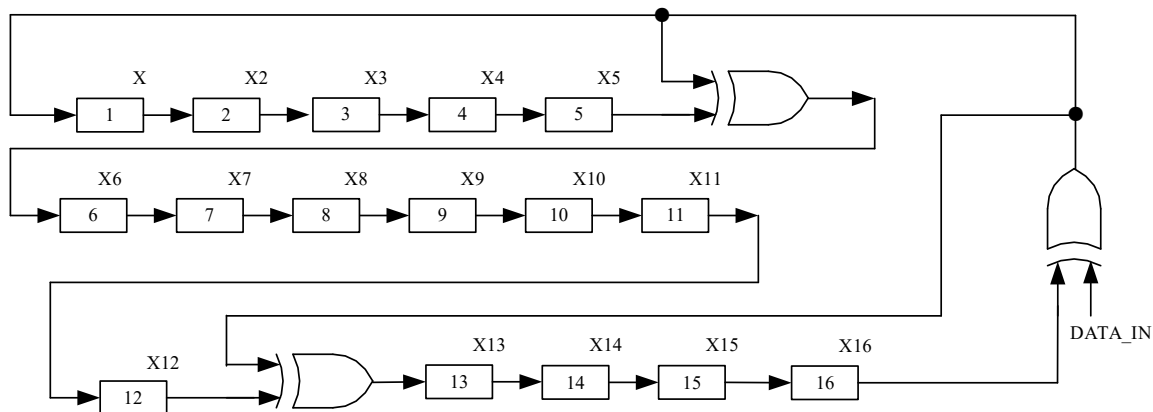 X X2 X3 X4 X5
1 2 3 4 5
X6 X7 X8 X9 X10 X11
6 7 8 9 10 11
DATA_IN
X12 X13 X14 X15 X16
12 13 14 15 16